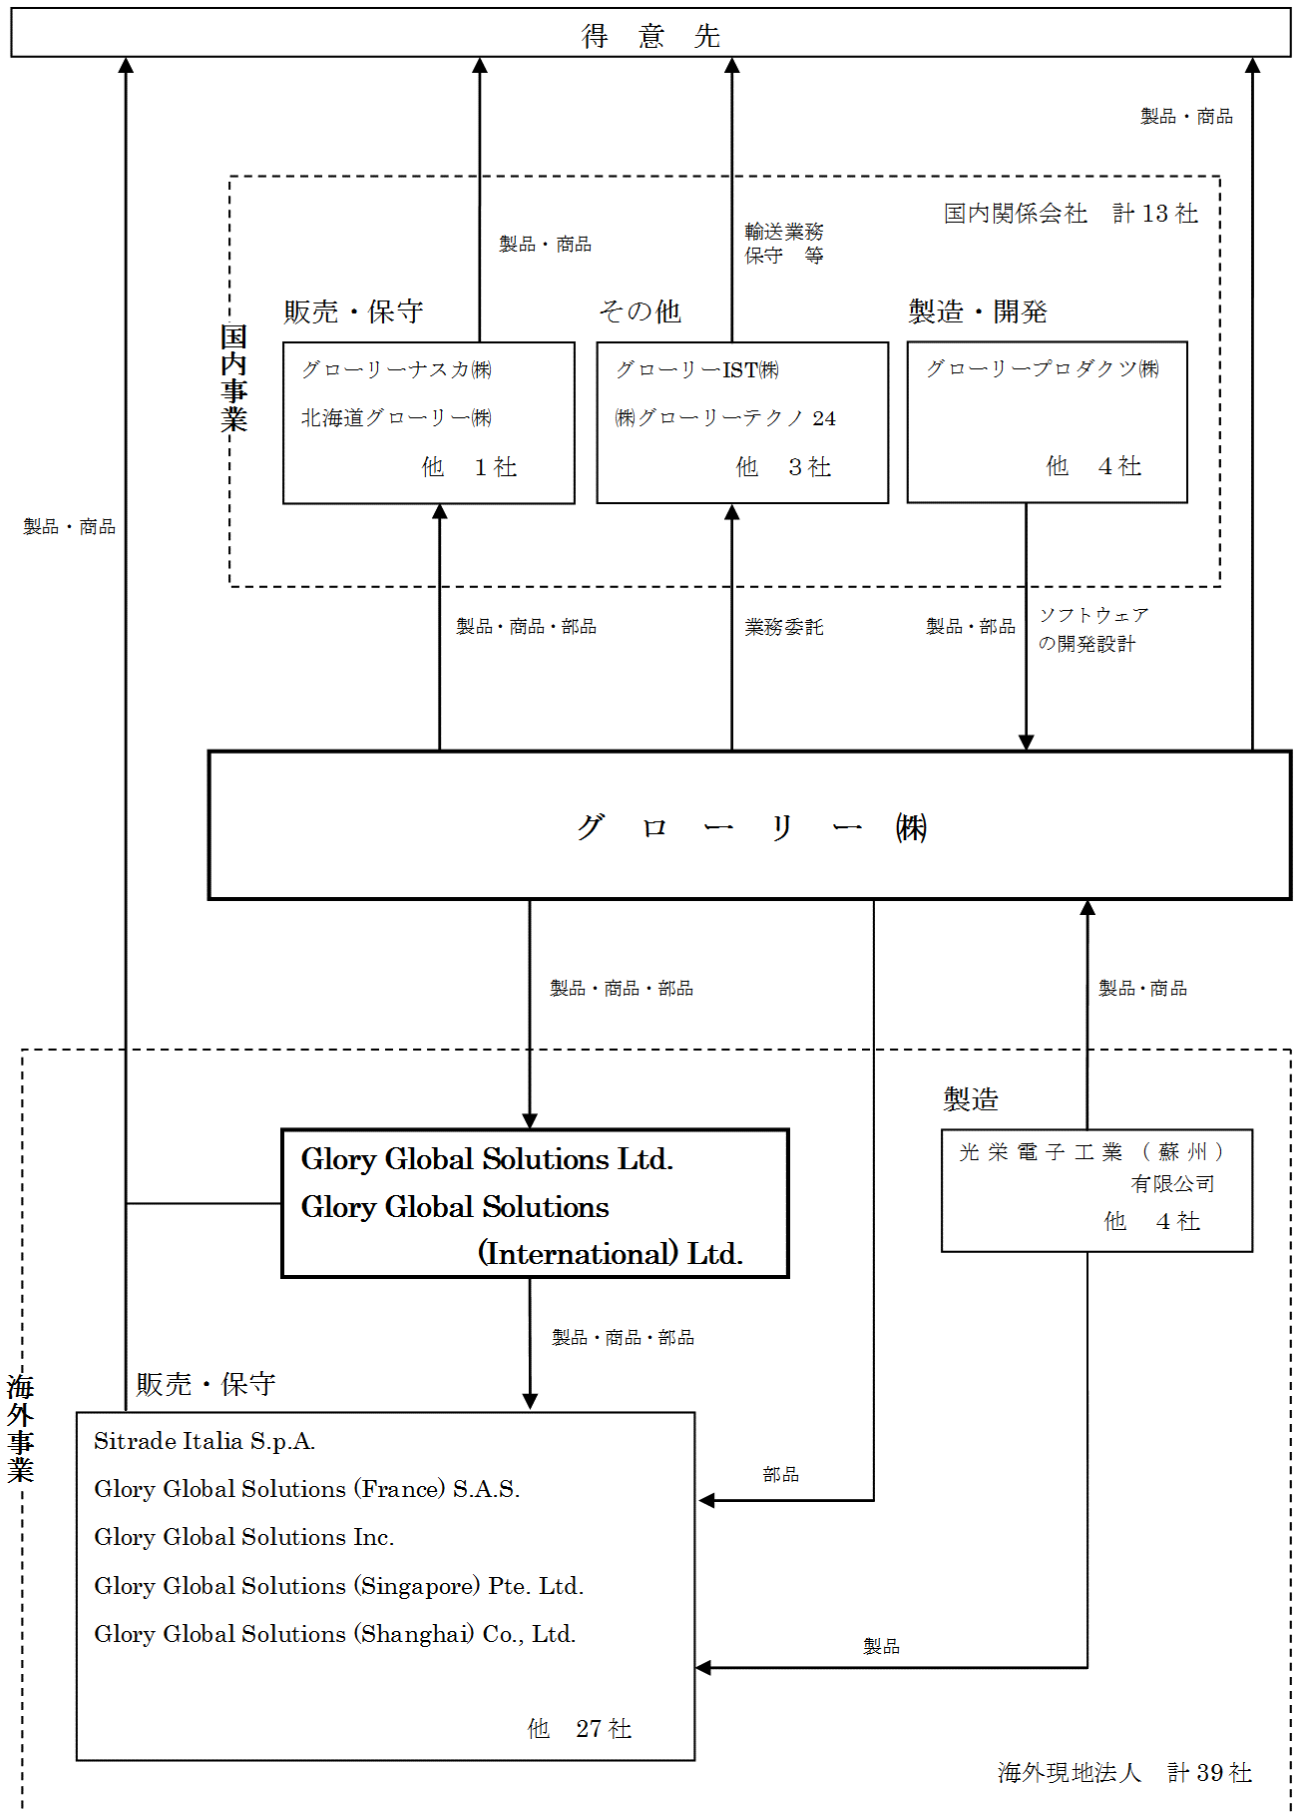 得　意　先
製品・商品
国内関係会社　計 13 社
製品・商品
輸送業務
保守　等
国内事業
販売・保守
グローリーナスカ㈱
北海道グローリー㈱
他　1 社
その他
グローリーIST㈱
㈱グローリーテクノ 24
他　3 社
製造・開発
グローリープロダクツ㈱
他　4 社
製品・商品
製品・商品・部品
業務委託
製品・部品
ソフトウェア
の開発設計
グ　ロ　ー　リ　ー　㈱
製品・商品・部品
製品・商品
製造
光栄電子工業（蘇州）
有限公司
他　4 社
Glory Global Solutions Ltd.
Glory Global Solutions
(International) Ltd.
製品・商品・部品
海外事業
販売・保守
Sitrade Italia S.p.A.
Glory Global Solutions (France) S.A.S.
Glory Global Solutions Inc.
Glory Global Solutions (Singapore) Pte. Ltd.
Glory Global Solutions (Shanghai) Co., Ltd.
他　27 社
部品
製品
海外現地法人　計 39 社